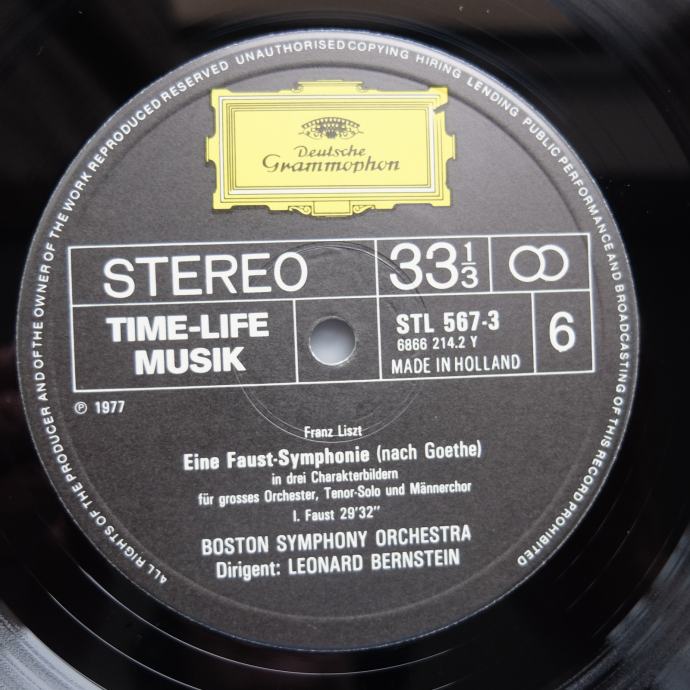 ALL RIGHTS OF THE PRODUCER AND OF THE OWNER OF THE WORK REPRODUCED RESERVED UNAUTHORISED COPYING HIRING LENDING PUBLIC PERFORMANCE AND BROADCASTING OF THIS RECORD PROHIBITED
Deutsche
Grammophon
STEREO
33 1/3
TIME-LIFE
MUSIK
STL 567-3
6866 214.2 Y
MADE IN HOLLAND
6
℗ 1977
Franz Liszt
Eine Faust-Symphonie (nach Goethe)
in drei Charakterbildern
für grosses Orchester, Tenor-Solo und Männerchor
I. Faust 29'32"
BOSTON SYMPHONY ORCHESTRA
Dirigent: LEONARD BERNSTEIN